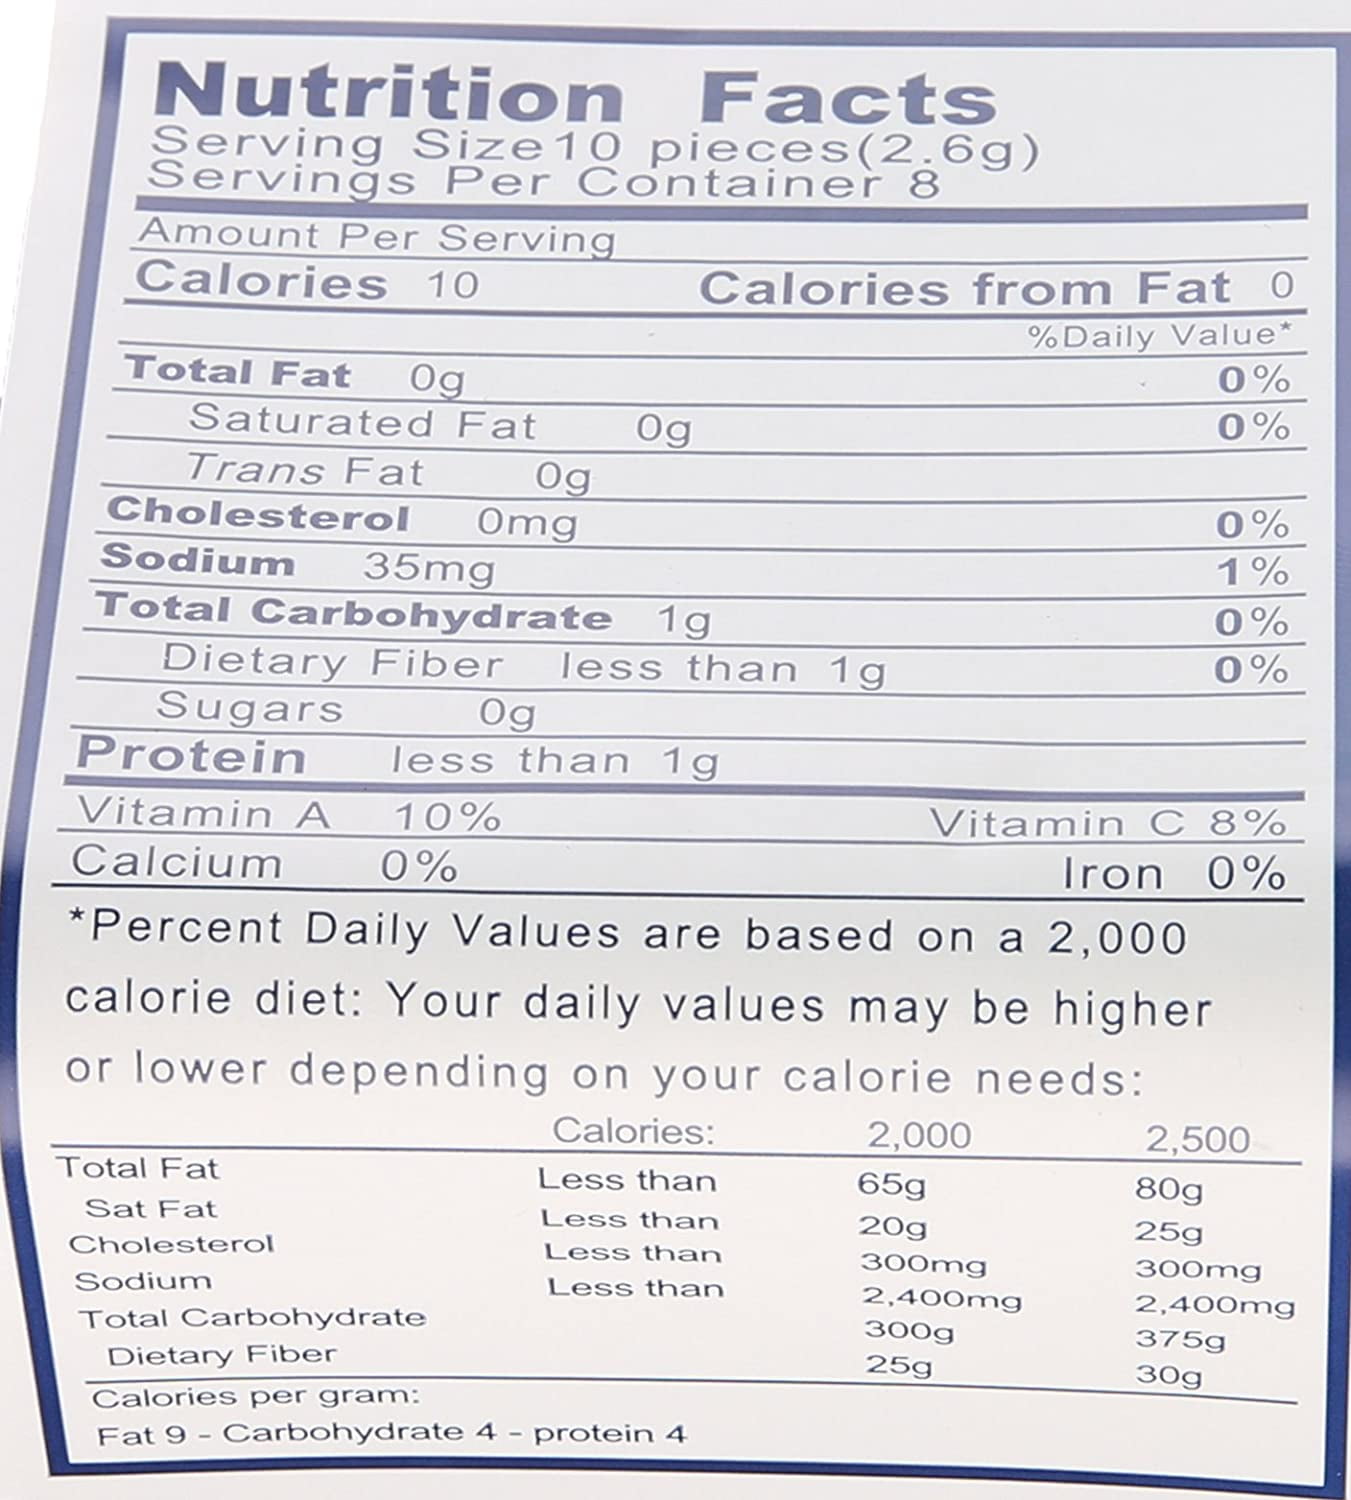 Nutrition Facts
Serving Size10 pieces(2.6g)
Servings Per Container 8
Amount Per Serving
Calories 10 Calories from Fat 0
%Daily Value*
Total Fat 0g 0%
Saturated Fat 0g 0%
Trans Fat 0g
Cholesterol 0mg 0%
Sodium 35mg 1%
Total Carbohydrate 1g 0%
Dietary Fiber less than 1g 0%
Sugars 0g
Protein less than 1g
Vitamin A 10% Vitamin C 8%
Calcium 0% Iron 0%
*Percent Daily Values are based on a 2,000
calorie diet: Your daily values may be higher
or lower depending on your calorie needs:
Calories: 2,000 2,500
Total Fat Less than 65g 80g
Sat Fat Less than 20g 25g
Cholesterol Less than 300mg 300mg
Sodium Less than 2,400mg 2,400mg
Total Carbohydrate 300g 375g
Dietary Fiber 25g 30g
Calories per gram:
Fat 9 - Carbohydrate 4 - protein 4